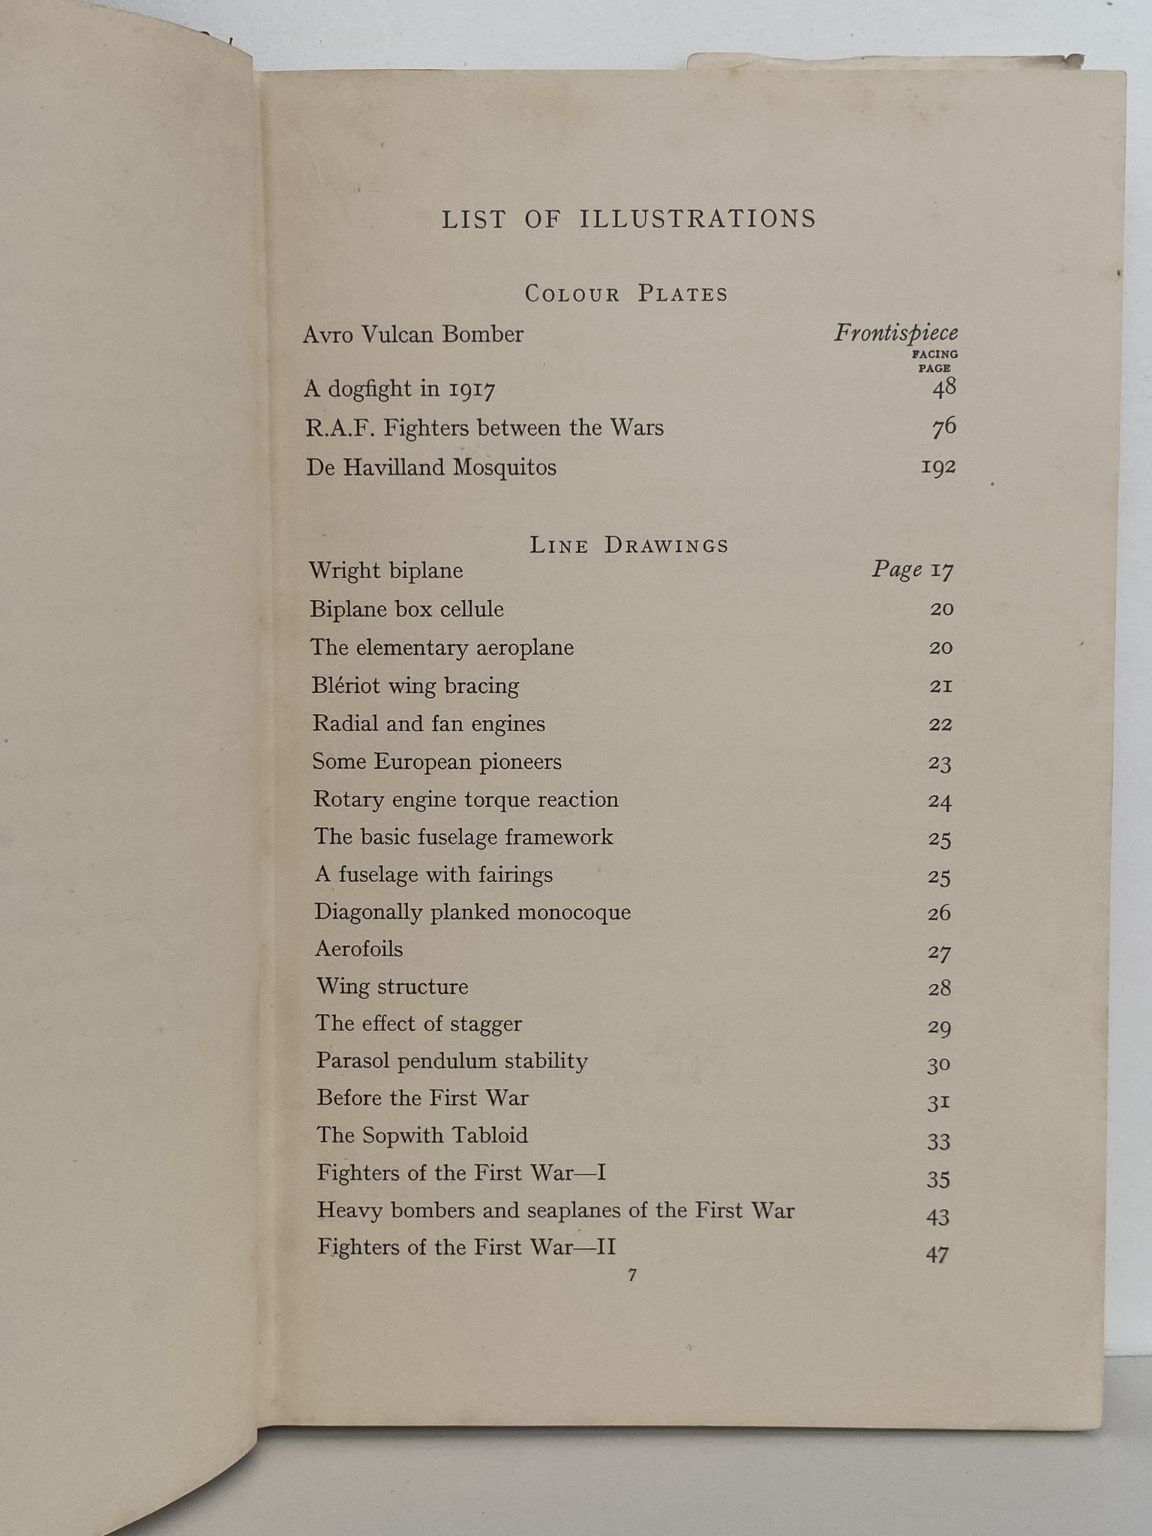 LIST OF ILLUSTRATIONS
COLOUR PLATES
Avro Vulcan Bomber Frontispiece
FACING
PAGE
A dogfight in 1917 48
R.A.F. Fighters between the Wars 76
De Havilland Mosquitos 192
LINE DRAWINGS
Wright biplane Page 17
Biplane box cellule 20
The elementary aeroplane 20
Blériot wing bracing 21
Radial and fan engines 22
Some European pioneers 23
Rotary engine torque reaction 24
The basic fuselage framework 25
A fuselage with fairings 25
Diagonally planked monocoque 26
Aerofoils 27
Wing structure 28
The effect of stagger 29
Parasol pendulum stability 30
Before the First War 31
The Sopwith Tabloid 33
Fighters of the First War—I 35
Heavy bombers and seaplanes of the First War 43
Fighters of the First War—II 47
7